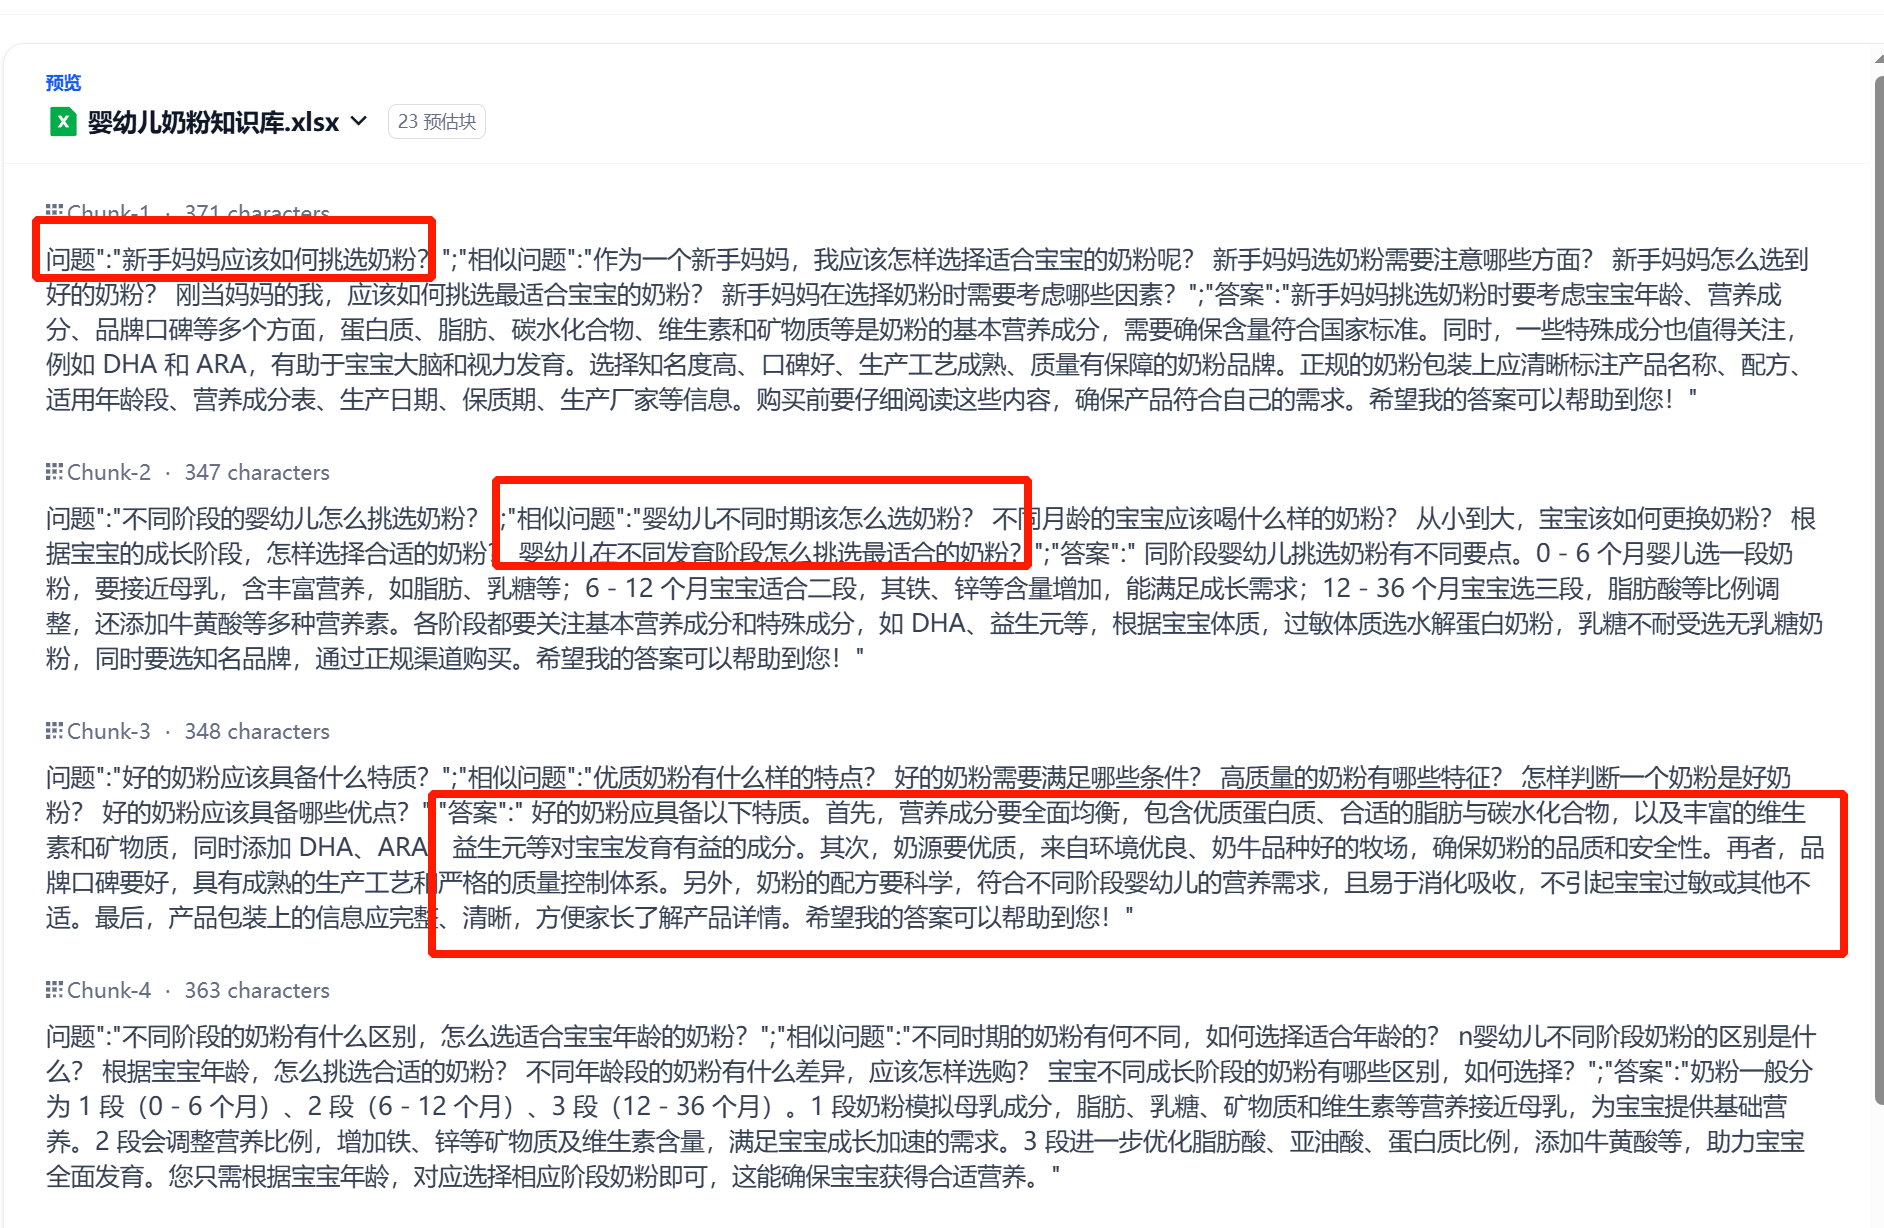 预览
婴幼儿奶粉知识库.xlsx 23 预估块
Chunk-1 · 371 characters
问题":"新手妈妈应该如何挑选奶粉？";"相似问题":"作为一个新手妈妈，我应该怎样选择适合宝宝的奶粉呢？ 新手妈妈选奶粉需要注意哪些方面？ 新手妈妈怎么选到
好的奶粉？ 刚当妈妈的我，应该如何挑选最适合宝宝的奶粉？ 新手妈妈在选择奶粉时需要考虑哪些因素？";"答案":"新手妈妈挑选奶粉时要考虑宝宝年龄、营养成
分、品牌口碑等多个方面，蛋白质、脂肪、碳水化合物、维生素和矿物质等是奶粉的基本营养成分，需要确保含量符合国家标准。同时，一些特殊成分也值得关注，
例如 DHA 和 ARA，有助于宝宝大脑和视力发育。选择知名度高、口碑好、生产工艺成熟、质量有保障的奶粉品牌。正规的奶粉包装上应清晰标注产品名称、配方、
适用年龄段、营养成分表、生产日期、保质期、生产厂家等信息。购买前要仔细阅读这些内容，确保产品符合自己的需求。希望我的答案可以帮助到您！"
Chunk-2 · 347 characters
问题":"不同阶段的婴幼儿怎么挑选奶粉？ ;"相似问题":"婴幼儿不同时期该怎么选奶粉？ 不同月龄的宝宝应该喝什么样的奶粉？ 从小到大，宝宝该如何更换奶粉？ 根
据宝宝的成长阶段，怎样选择合适的奶粉？ 婴幼儿在不同发育阶段怎么挑选最适合的奶粉？";"答案":" 同阶段婴幼儿挑选奶粉有不同要点。0 - 6 个月婴儿选一段奶
粉，要接近母乳，含丰富营养，如脂肪、乳糖等；6 - 12 个月宝宝适合二段，其铁、锌等含量增加，能满足成长需求；12 - 36 个月宝宝选三段，脂肪酸等比例调
整，还添加牛黄酸等多种营养素。各阶段都要关注基本营养成分和特殊成分，如 DHA、益生元等，根据宝宝体质，过敏体质选水解蛋白奶粉，乳糖不耐受选无乳糖奶
粉，同时要选知名品牌，通过正规渠道购买。希望我的答案可以帮助到您！"
Chunk-3 · 348 characters
问题":"好的奶粉应该具备什么特质？";"相似问题":"优质奶粉有什么样的特点？ 好的奶粉需要满足哪些条件？ 高质量的奶粉有哪些特征？ 怎样判断一个奶粉是好奶
粉？ 好的奶粉应该具备哪些优点？" "答案":" 好的奶粉应具备以下特质。首先，营养成分要全面均衡，包含优质蛋白质、合适的脂肪与碳水化合物，以及丰富的维生
素和矿物质，同时添加 DHA、ARA 益生元等对宝宝发育有益的成分。其次，奶源要优质，来自环境优良、奶牛品种好的牧场，确保奶粉的品质和安全性。再者，品
牌口碑要好，具有成熟的生产工艺和严格的质量控制体系。另外，奶粉的配方要科学，符合不同阶段婴幼儿的营养需求，且易于消化吸收，不引起宝宝过敏或其他不
适。最后，产品包装上的信息应完整、清晰，方便家长了解产品详情。希望我的答案可以帮助到您！"
Chunk-4 · 363 characters
问题":"不同阶段的奶粉有什么区别，怎么选适合宝宝年龄的奶粉？";"相似问题":"不同时期的奶粉有何不同，如何选择适合年龄的？ n婴幼儿不同阶段奶粉的区别是什
么？ 根据宝宝年龄，怎么挑选合适的奶粉？ 不同年龄段的奶粉有什么差异，应该怎样选购？ 宝宝不同成长阶段的奶粉有哪些区别，如何选择？";"答案":"奶粉一般分
为 1 段（0 - 6 个月）、2 段（6 - 12 个月）、3 段（12 - 36 个月）。1 段奶粉模拟母乳成分，脂肪、乳糖、矿物质和维生素等营养接近母乳，为宝宝提供基础营
养。2 段会调整营养比例，增加铁、锌等矿物质及维生素含量，满足宝宝成长加速的需求。3 段进一步优化脂肪酸、亚油酸、蛋白质比例，添加牛黄酸等，助力宝宝
全面发育。您只需根据宝宝年龄，对应选择相应阶段奶粉即可，这能确保宝宝获得合适营养。"